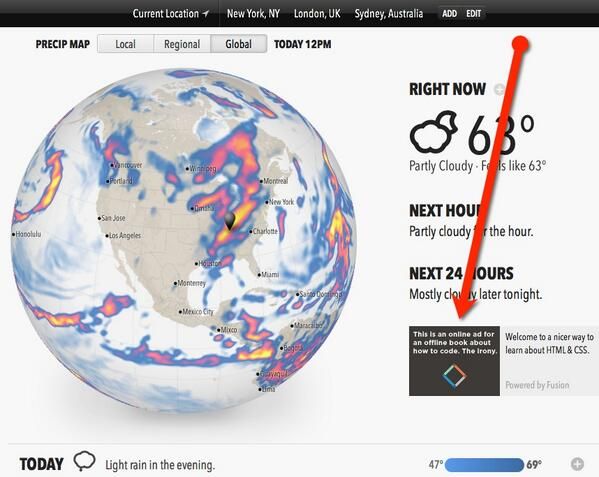 Current Location New York, NY London, UK Sydney, Australia ADD EDIT
PRECIP MAP Local Regional Global TODAY 12PM
RIGHT NOW
63°
Partly Cloudy · Feels like 63°
NEXT HOUR
Partly cloudy for the hour.
NEXT 24 HOURS
Mostly cloudy later tonight.
Vancouver
Portland
Winnipeg
Montreal
Omaha
New York
San Jose
Honolulu
Los Angeles
Charlotte
Houston
Miami
Monterrey
Santo Domingo
Mexico City
Mixco
Maracaibo
Bogota
Guayaquil
Lima
This is an online ad for
an offline book about
how to code. The irony.
Welcome to a nicer way to
learn about HTML & CSS.
Powered by Fusion
TODAY Light rain in the evening. 47° 69°